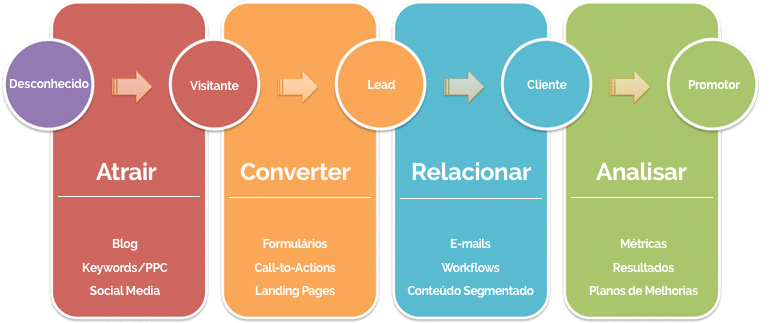 Desconhecido
Visitante
Lead
Cliente
Promotor
Atrair
Converter
Relacionar
Analisar
Blog
Keywords/PPC
Social Media
Formulários
Call-to-Actions
Landing Pages
E-mails
Workflows
Conteúdo Segmentado
Métricas
Resultados
Planos de Melhorias